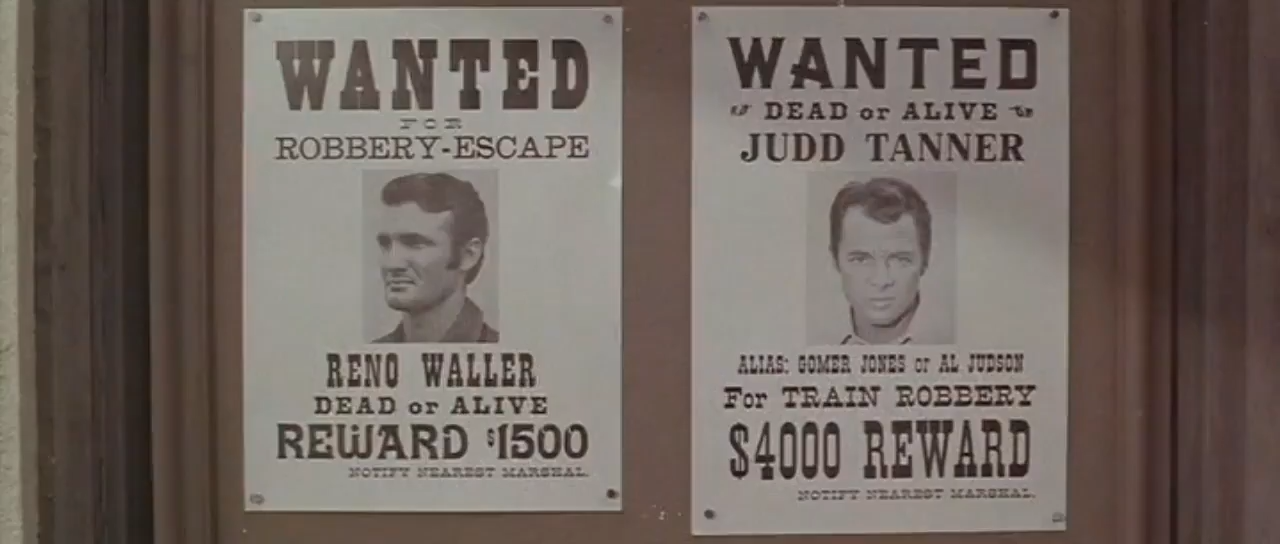 WANTED
FOR
ROBBERY-ESCAPE
RENO WALLER
DEAD or ALIVE
REWARD $1500
NOTIFY NEAREST MARSHAL.
WANTED
DEAD or ALIVE
JUDD TANNER
ALIAS: GOMER JONES or AL JUDSON
For TRAIN ROBBERY
$4000 REWARD
NOTIFY NEAREST MARSHAL.